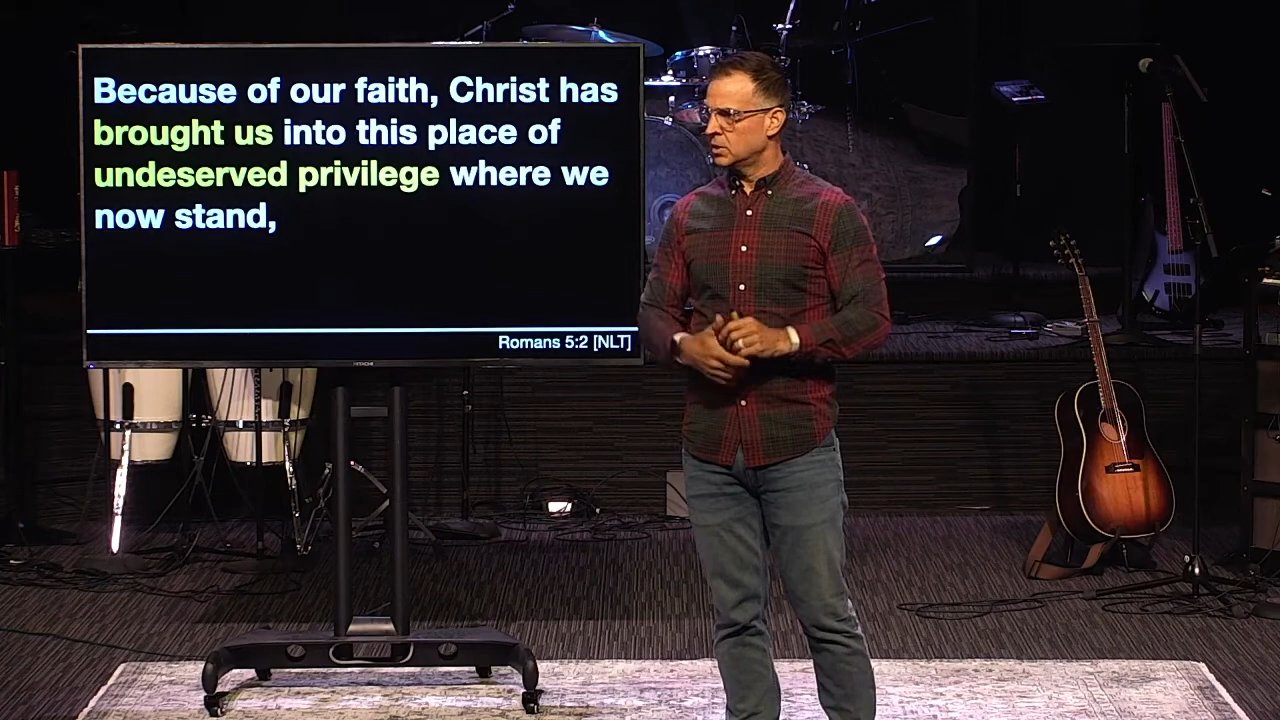 Because of our faith, Christ has
brought us into this place of
undeserved privilege where we
now stand,
Romans 5:2 [NLT]
HITACHI